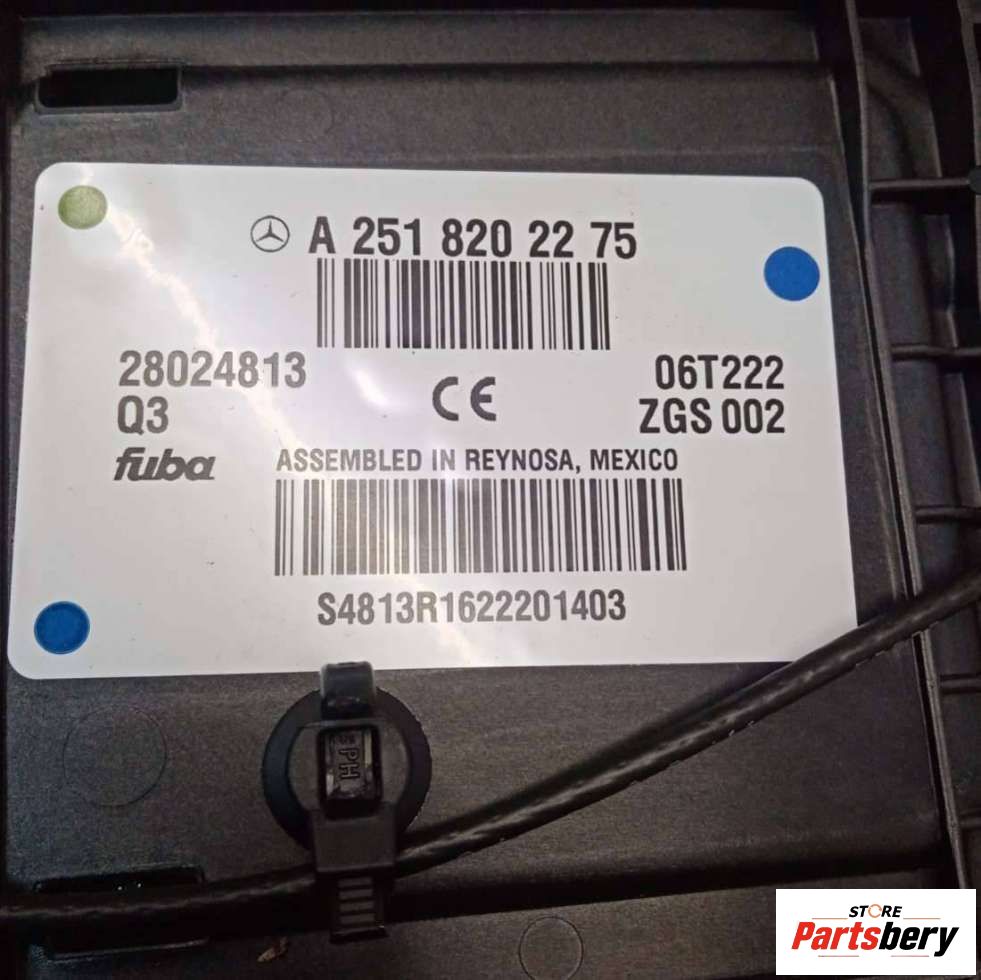 A 251 820 22 75
28024813
06T222
Q3
CE
ZGS 002
fuba
ASSEMBLED IN REYNOSA, MEXICO
S4813R1622201403
PH
STORE
Partsbery